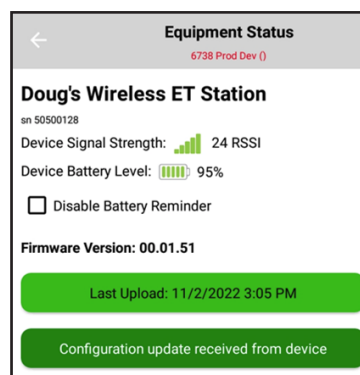 Equipment Status
6738 Prod Dev ()
Doug's Wireless ET Station
sn 50500128
Device Signal Strength: 24 RSSI
Device Battery Level: 95%
Disable Battery Reminder
Firmware Version: 00.01.51
Last Upload: 11/2/2022 3:05 PM
Configuration update received from device